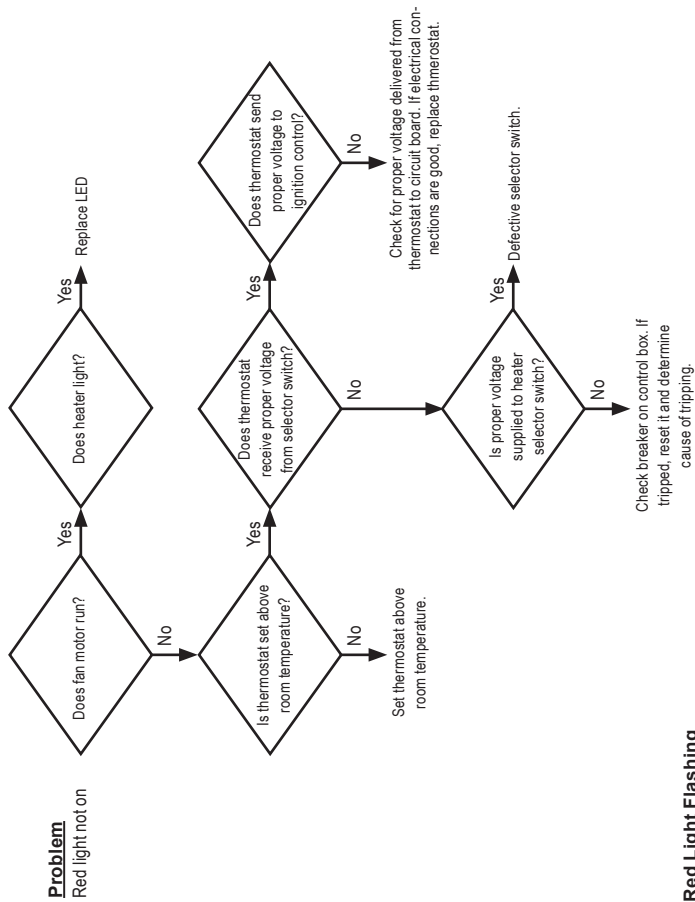 Problem
Red light not on
Does fan motor run?
Yes
No
Does heater light?
Yes
Replace LED
Is thermostat set above
room temperature?
Yes
No
Set thermostat above
room temperature.
Does thermostat
receive proper voltage
from selector switch?
Yes
No
Does thermostat send
proper voltage to
ignition control?
No
Check for proper voltage delivered from
thermostat to circuit board. If electrical con-
nections are good, replace thmerostat.
Is proper voltage
supplied to heater
selector switch?
Yes
Defective selector switch.
No
Check breaker on control box. If
tripped, reset it and determine
cause of tripping.
Red Light Flashing